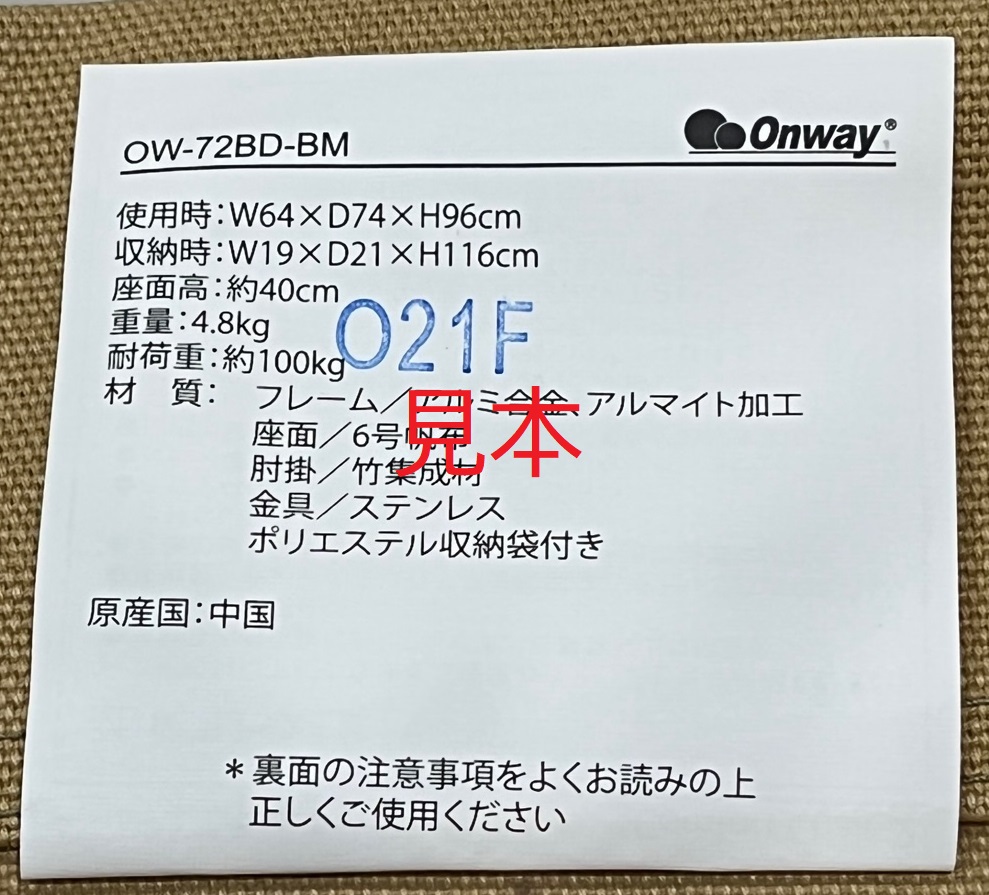 OW-72BD-BM
Onway®
使用時：W64×D74×H96cm
収納時：W19×D21×H116cm
座面高：約40cm
重量：4.8kg
耐荷重：約100kg
O21F
材　質：　フレーム／アルミ合金、アルマイト加工
座面／6号帆布
見本
肘掛／竹集成材
金具／ステンレス
ポリエステル収納袋付き
原産国：中国
＊裏面の注意事項をよくお読みの上
正しくご使用ください